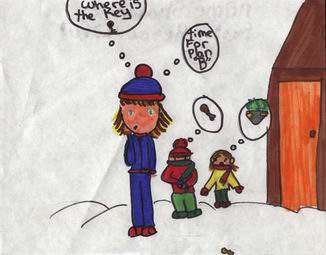 where is
the key
time
For
plan
"B"